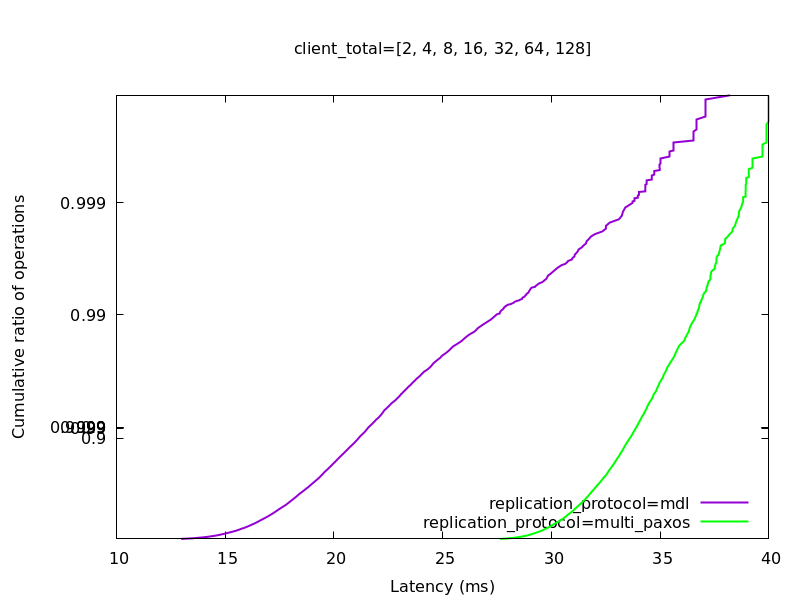 client_total=[2, 4, 8, 16, 32, 64, 128]
Cumulative ratio of operations
0.999
0.99
0.9
replication_protocol=mdl
replication_protocol=multi_paxos
10 15 20 25 30 35 40
Latency (ms)